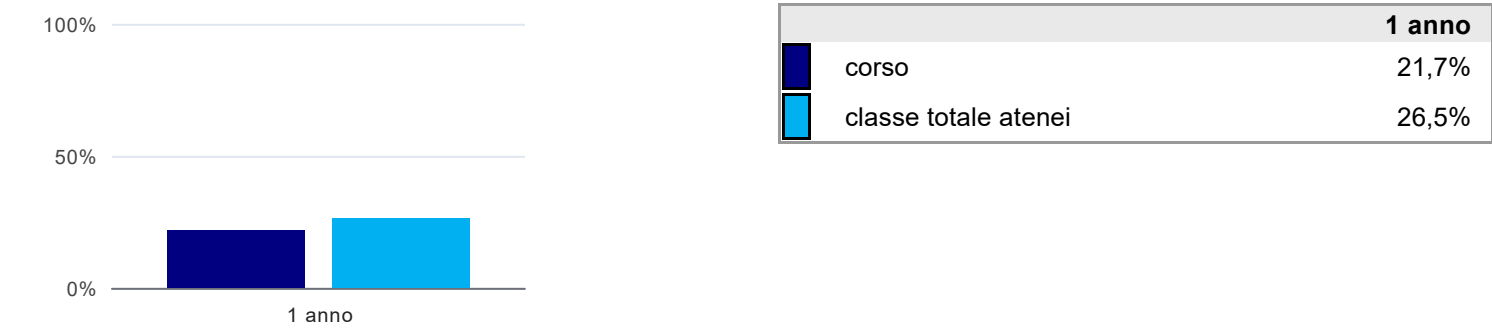 100%
50%
0%
1 anno
1 anno
corso 21,7%
classe totale atenei 26,5%